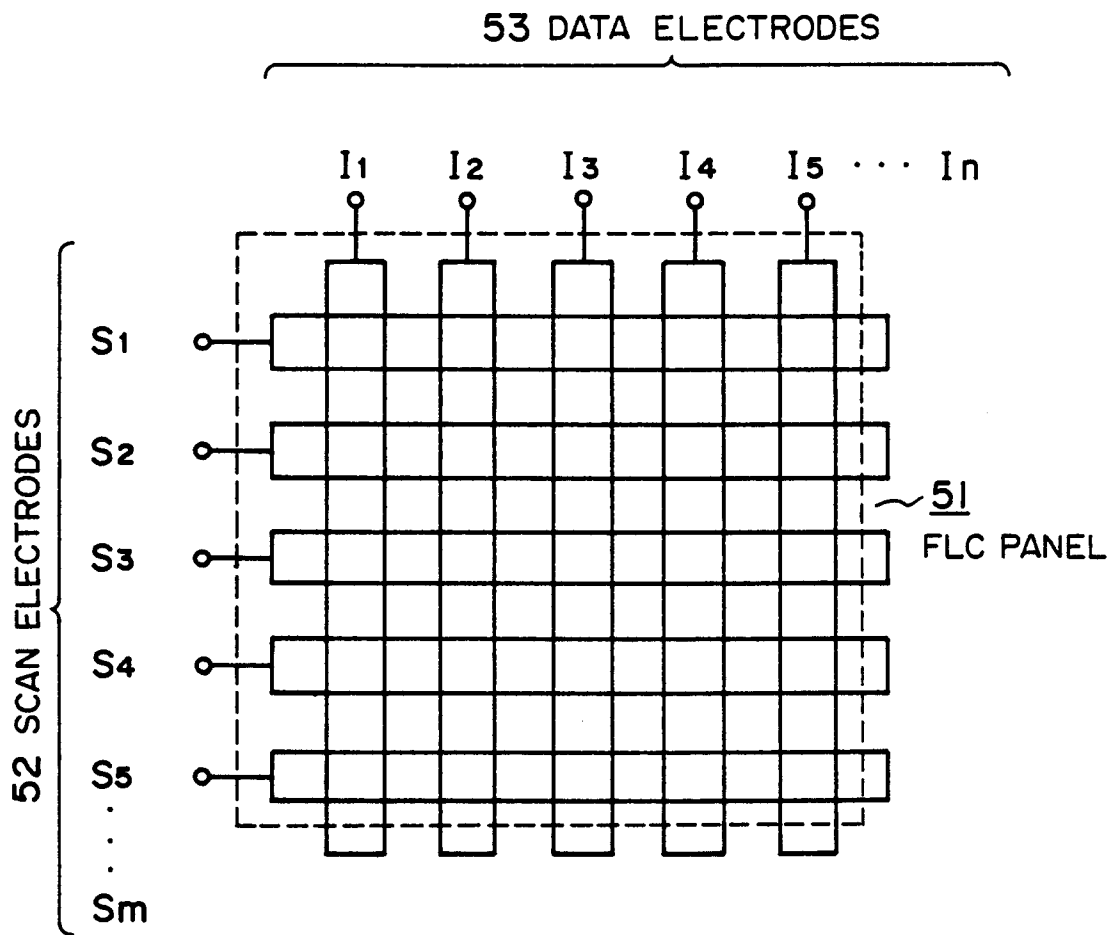 53 DATA ELECTRODES
I1 I2 I3 I4 I5 ··· In
S1
S2
S3
S4
S5
·
·
·
Sm
52 SCAN ELECTRODES
51
FLC PANEL